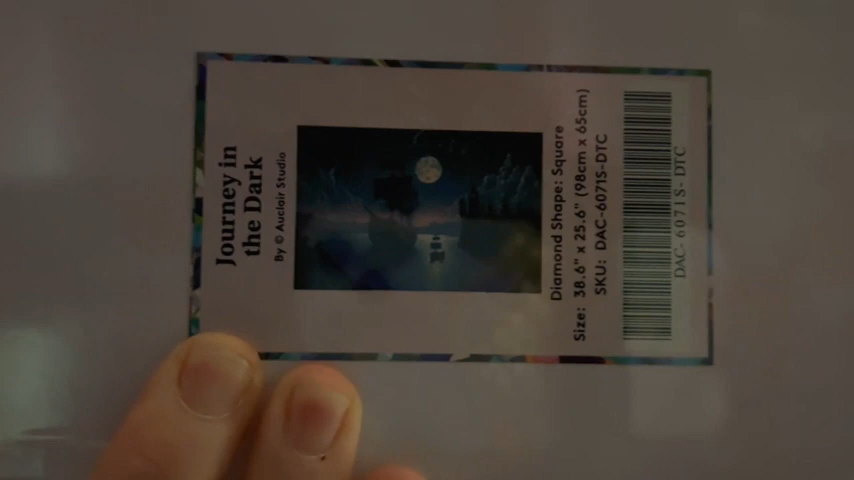 Journey in
the Dark
By © Auclair Studio
Diamond Shape: Square
Size: 38.6" x 25.6" (98cm x 65cm)
SKU: DAC-6071S-DTC
DAC- 6071S- DTC